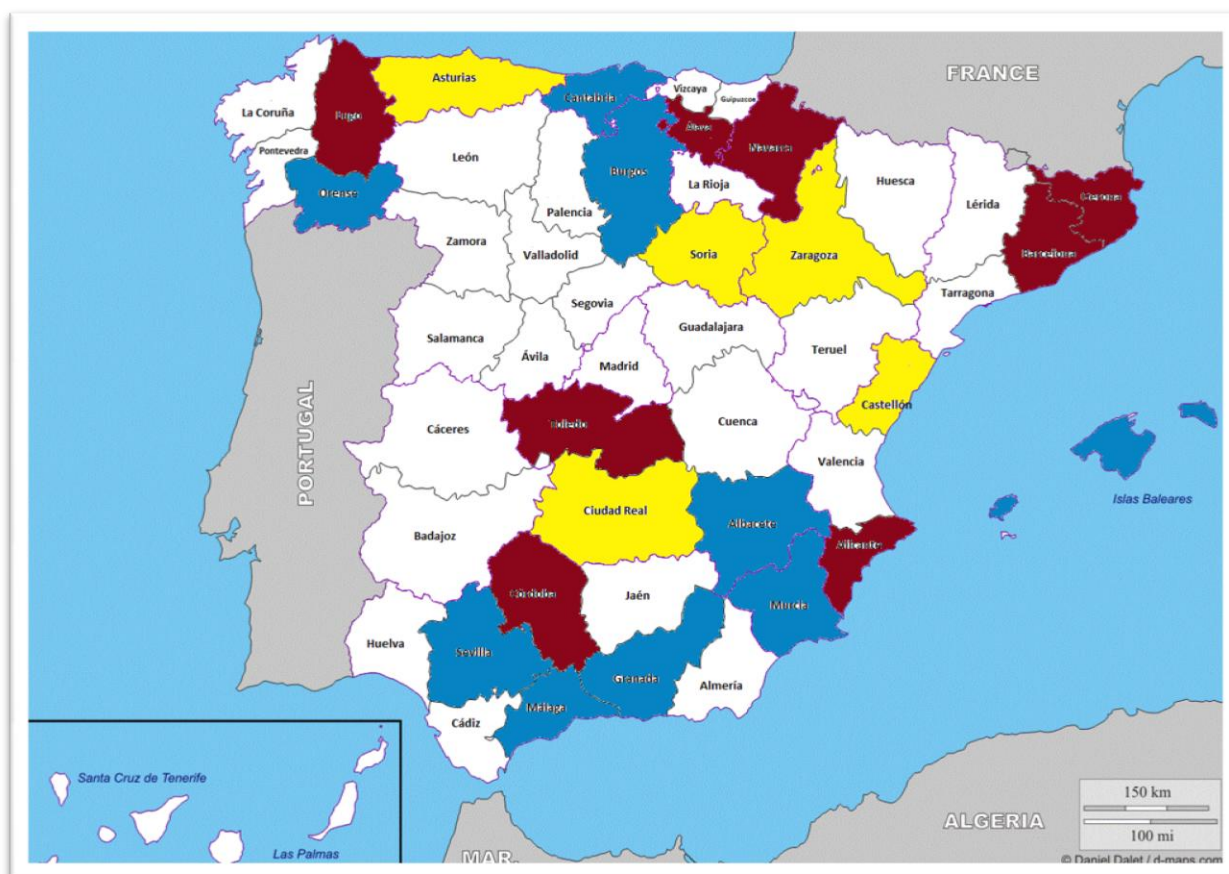 FRANCE
Asturias
Cantabria
Vizcaya
Guipuzcoa
La Coruña
Lugo
Álava
Navarra
Pontevedra
León
Burgos
La Rioja
Huesca
Gerona
Orense
Palencia
Lérida
Zamora
Valladolid
Soria
Zaragoza
Barcelona
Segovia
Tarragona
Salamanca
Ávila
Madrid
Guadalajara
Teruel
PORTUGAL
Castellón
Cáceres
Toledo
Cuenca
Valencia
Islas Baleares
Ciudad Real
Albacete
Badajoz
Alicante
Córdoba
Jaén
Murcia
Huelva
Sevilla
Granada
Almería
Málaga
Cádiz
Santa Cruz de Tenerife
Las Palmas
MAR.
ALGERIA
150 km
100 mi
© Daniel Dalet / d-maps.com